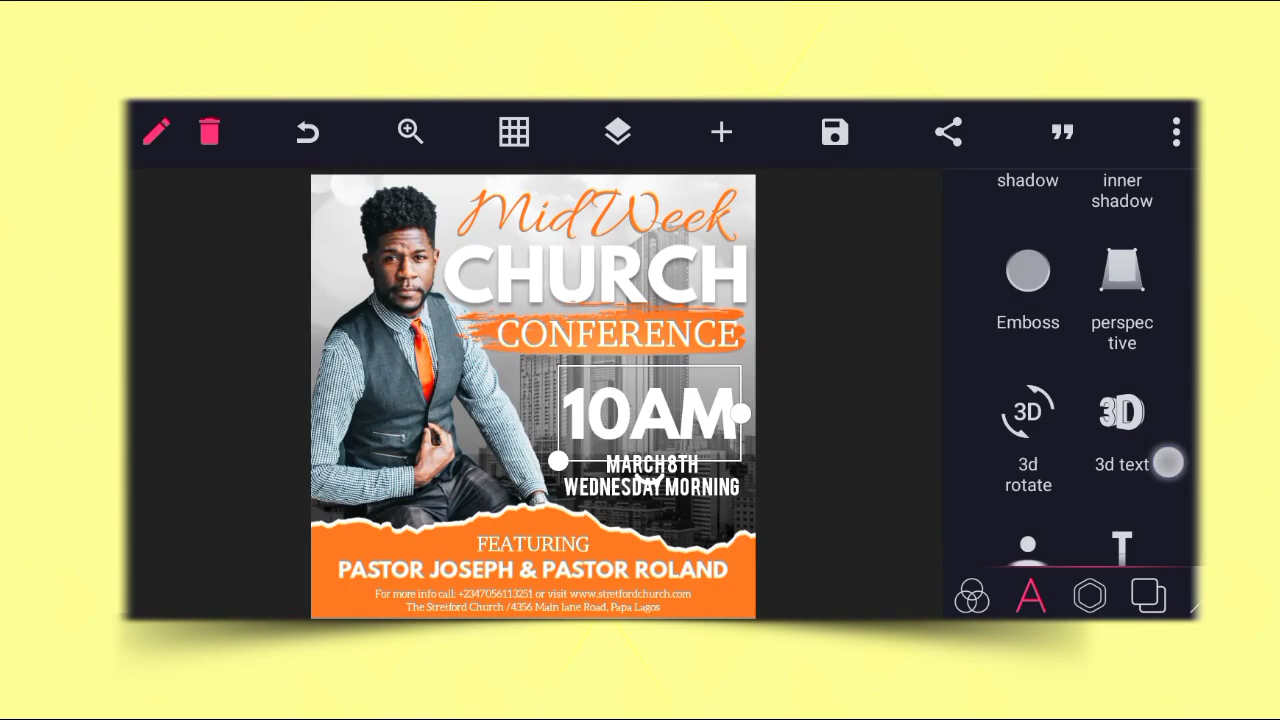 shadow
inner
shadow
Emboss
perspec
tive
3D
3d
rotate
3D
3d text
MidWeek
CHURCH
CONFERENCE
10AM
MARCH 8TH
WEDNESDAY MORNING
FEATURING
PASTOR JOSEPH & PASTOR ROLAND
For more info call: +2347056113251 or visit www.stretfordchurch.com
The Stretford Church /4356 Main lane Road, Papa Lagos